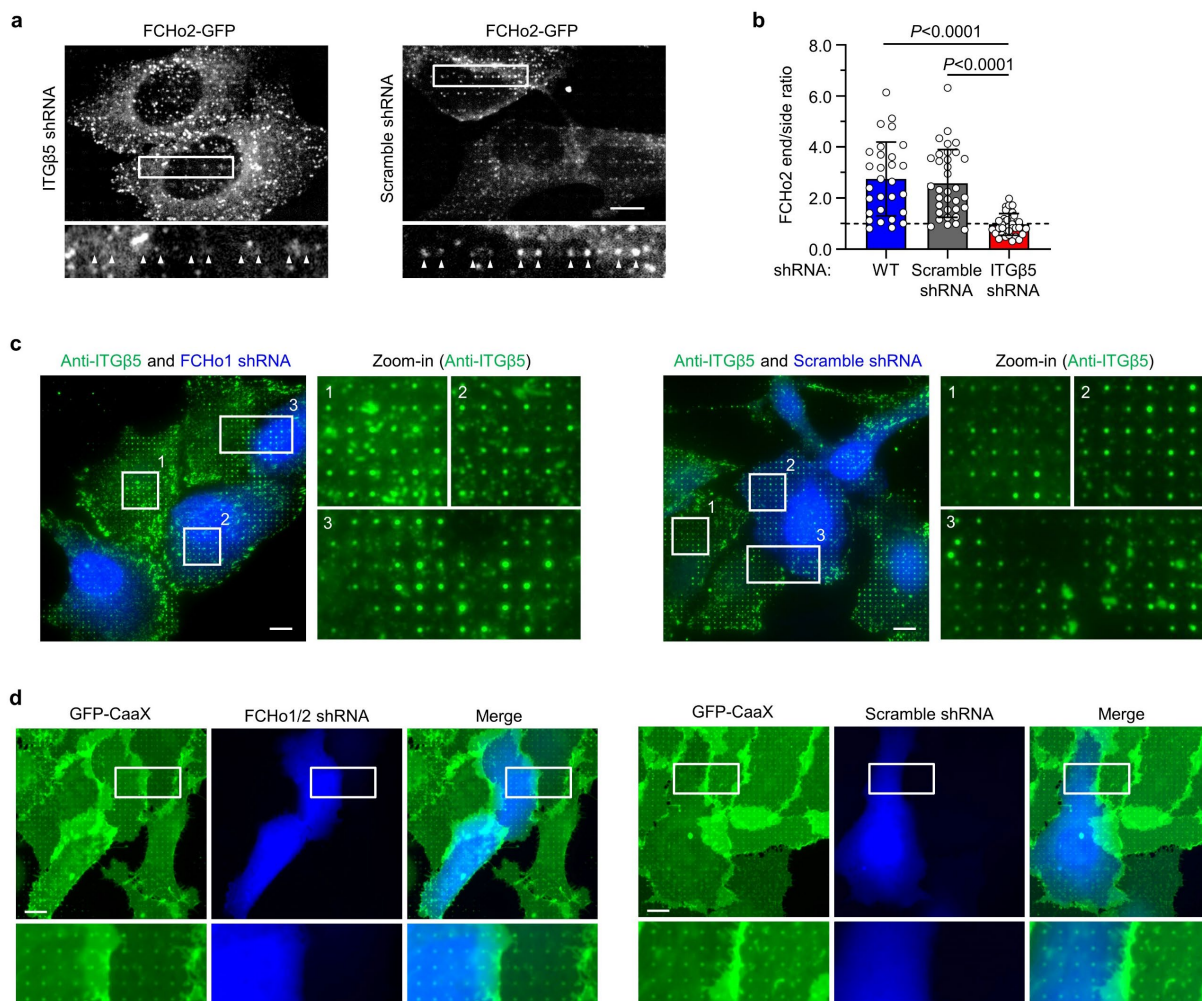 a
FCHo2-GFP
FCHo2-GFP
ITGβ5 shRNA
Scramble shRNA
b
P<0.0001
P<0.0001
FCHo2 end/side ratio
8.0
6.0
4.0
2.0
0.0
shRNA: WT Scramble shRNA ITGβ5 shRNA
c
Anti-ITGβ5 and FCHo1 shRNA
Zoom-in (Anti-ITGβ5)
1
2
3
1
2
3
Anti-ITGβ5 and Scramble shRNA
Zoom-in (Anti-ITGβ5)
1
2
3
1
2
3
d
GFP-CaaX
FCHo1/2 shRNA
Merge
GFP-CaaX
Scramble shRNA
Merge